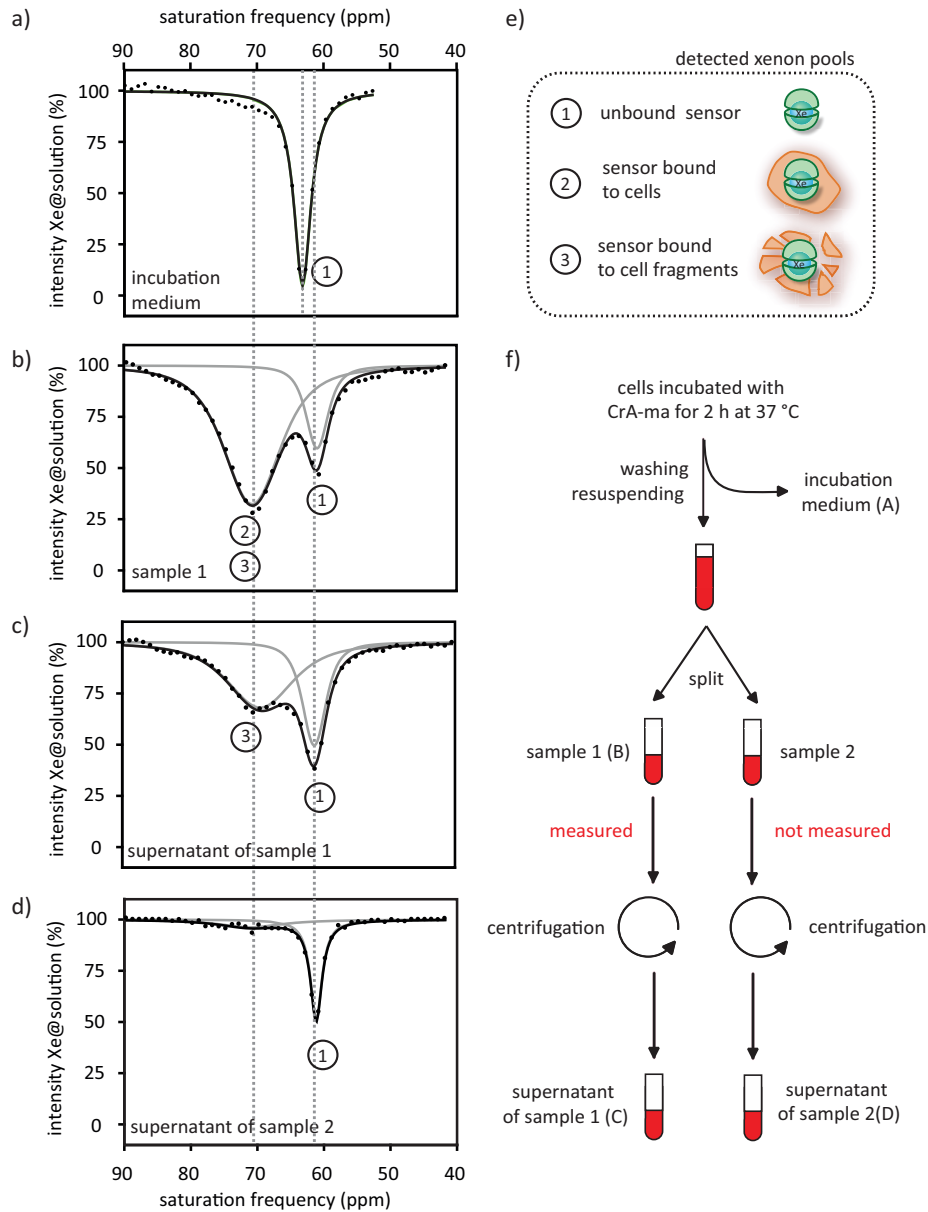 a)
saturation frequency (ppm)
90 80 70 60 50 40
intensity Xe@solution (%)
100
75
50
25
0
1
incubation medium
b)
intensity Xe@solution (%)
100
75
50
25
0
1
2
3
sample 1
c)
intensity Xe@solution (%)
100
75
50
25
0
3
1
supernatant of sample 1
d)
intensity Xe@solution (%)
100
75
50
25
0
1
supernatant of sample 2
90 80 70 60 50 40
saturation frequency (ppm)
e)
detected xenon pools
1 unbound sensor Xe
2 sensor bound
to cells
Xe
3 sensor bound
to cell fragments
Xe
f)
cells incubated with
CrA-ma for 2 h at 37 °C
washing
resuspending
incubation
medium (A)
split
sample 1 (B)
sample 2
measured
not measured
centrifugation
centrifugation
supernatant
of sample 1 (C)
supernatant
of sample 2(D)